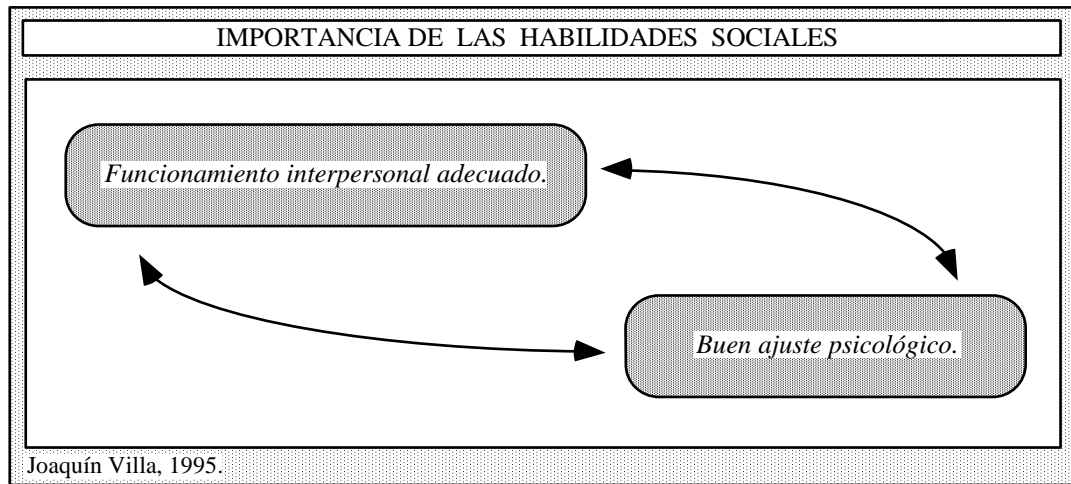 IMPORTANCIA DE LAS HABILIDADES SOCIALES
Funcionamiento interpersonal adecuado.
Buen ajuste psicológico.
Joaquín Villa, 1995.